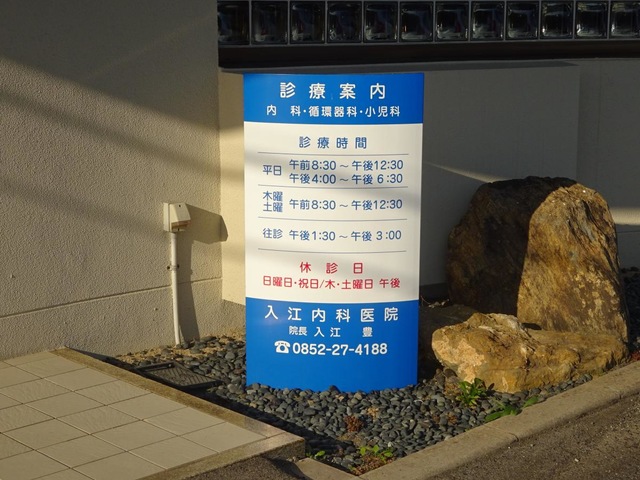 診療案内
内 科・循環器科・小児科
診療時間
平日 午前8:30～午後12:30
午後4:00～午後 6:30
木曜
土曜 午前8:30～午後12:30
往診 午後1:30～午後 3:00
休診日
日曜日・祝日/木・土曜日 午後
入江内科医院
院長 入江 豊
☎0852-27-4188